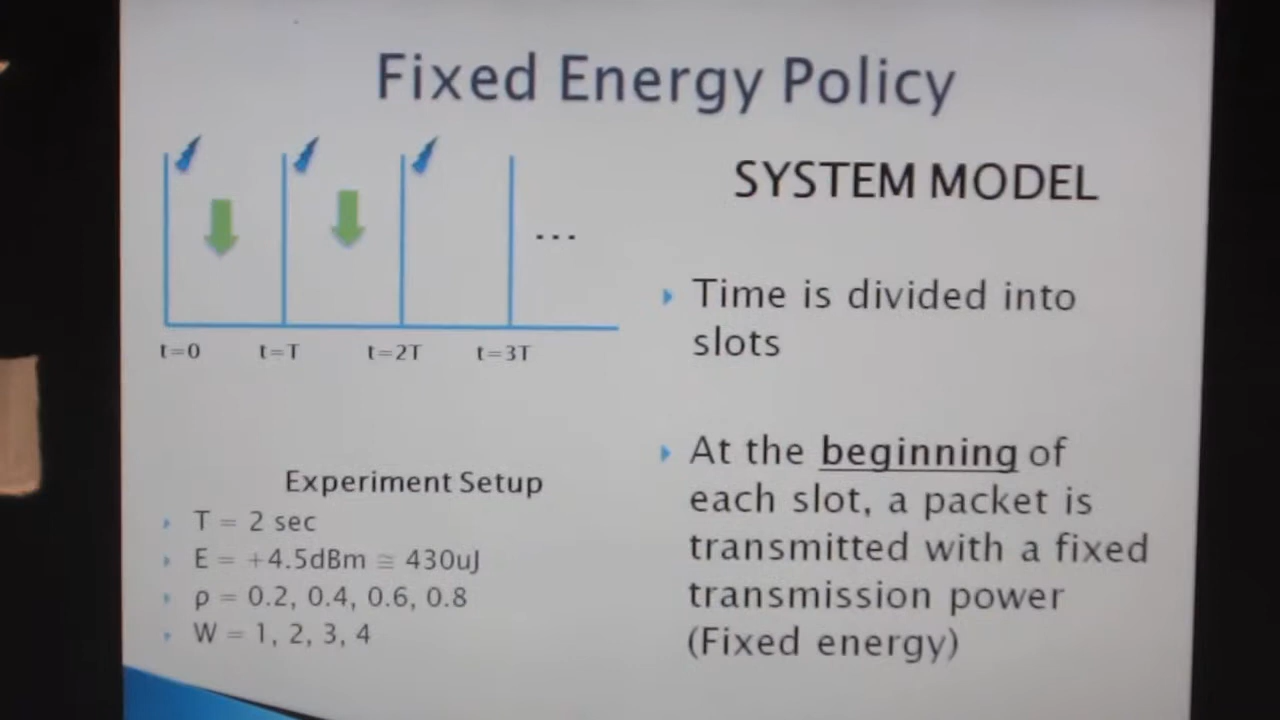 Fixed Energy Policy
...
t=0 t=T t=2T t=3T
Experiment Setup
T = 2 sec
E = +4.5dBm ≅ 430uJ
ρ = 0.2, 0.4, 0.6, 0.8
W = 1, 2, 3, 4
SYSTEM MODEL
Time is divided into
slots
At the beginning of
each slot, a packet is
transmitted with a fixed
transmission power
(Fixed energy)